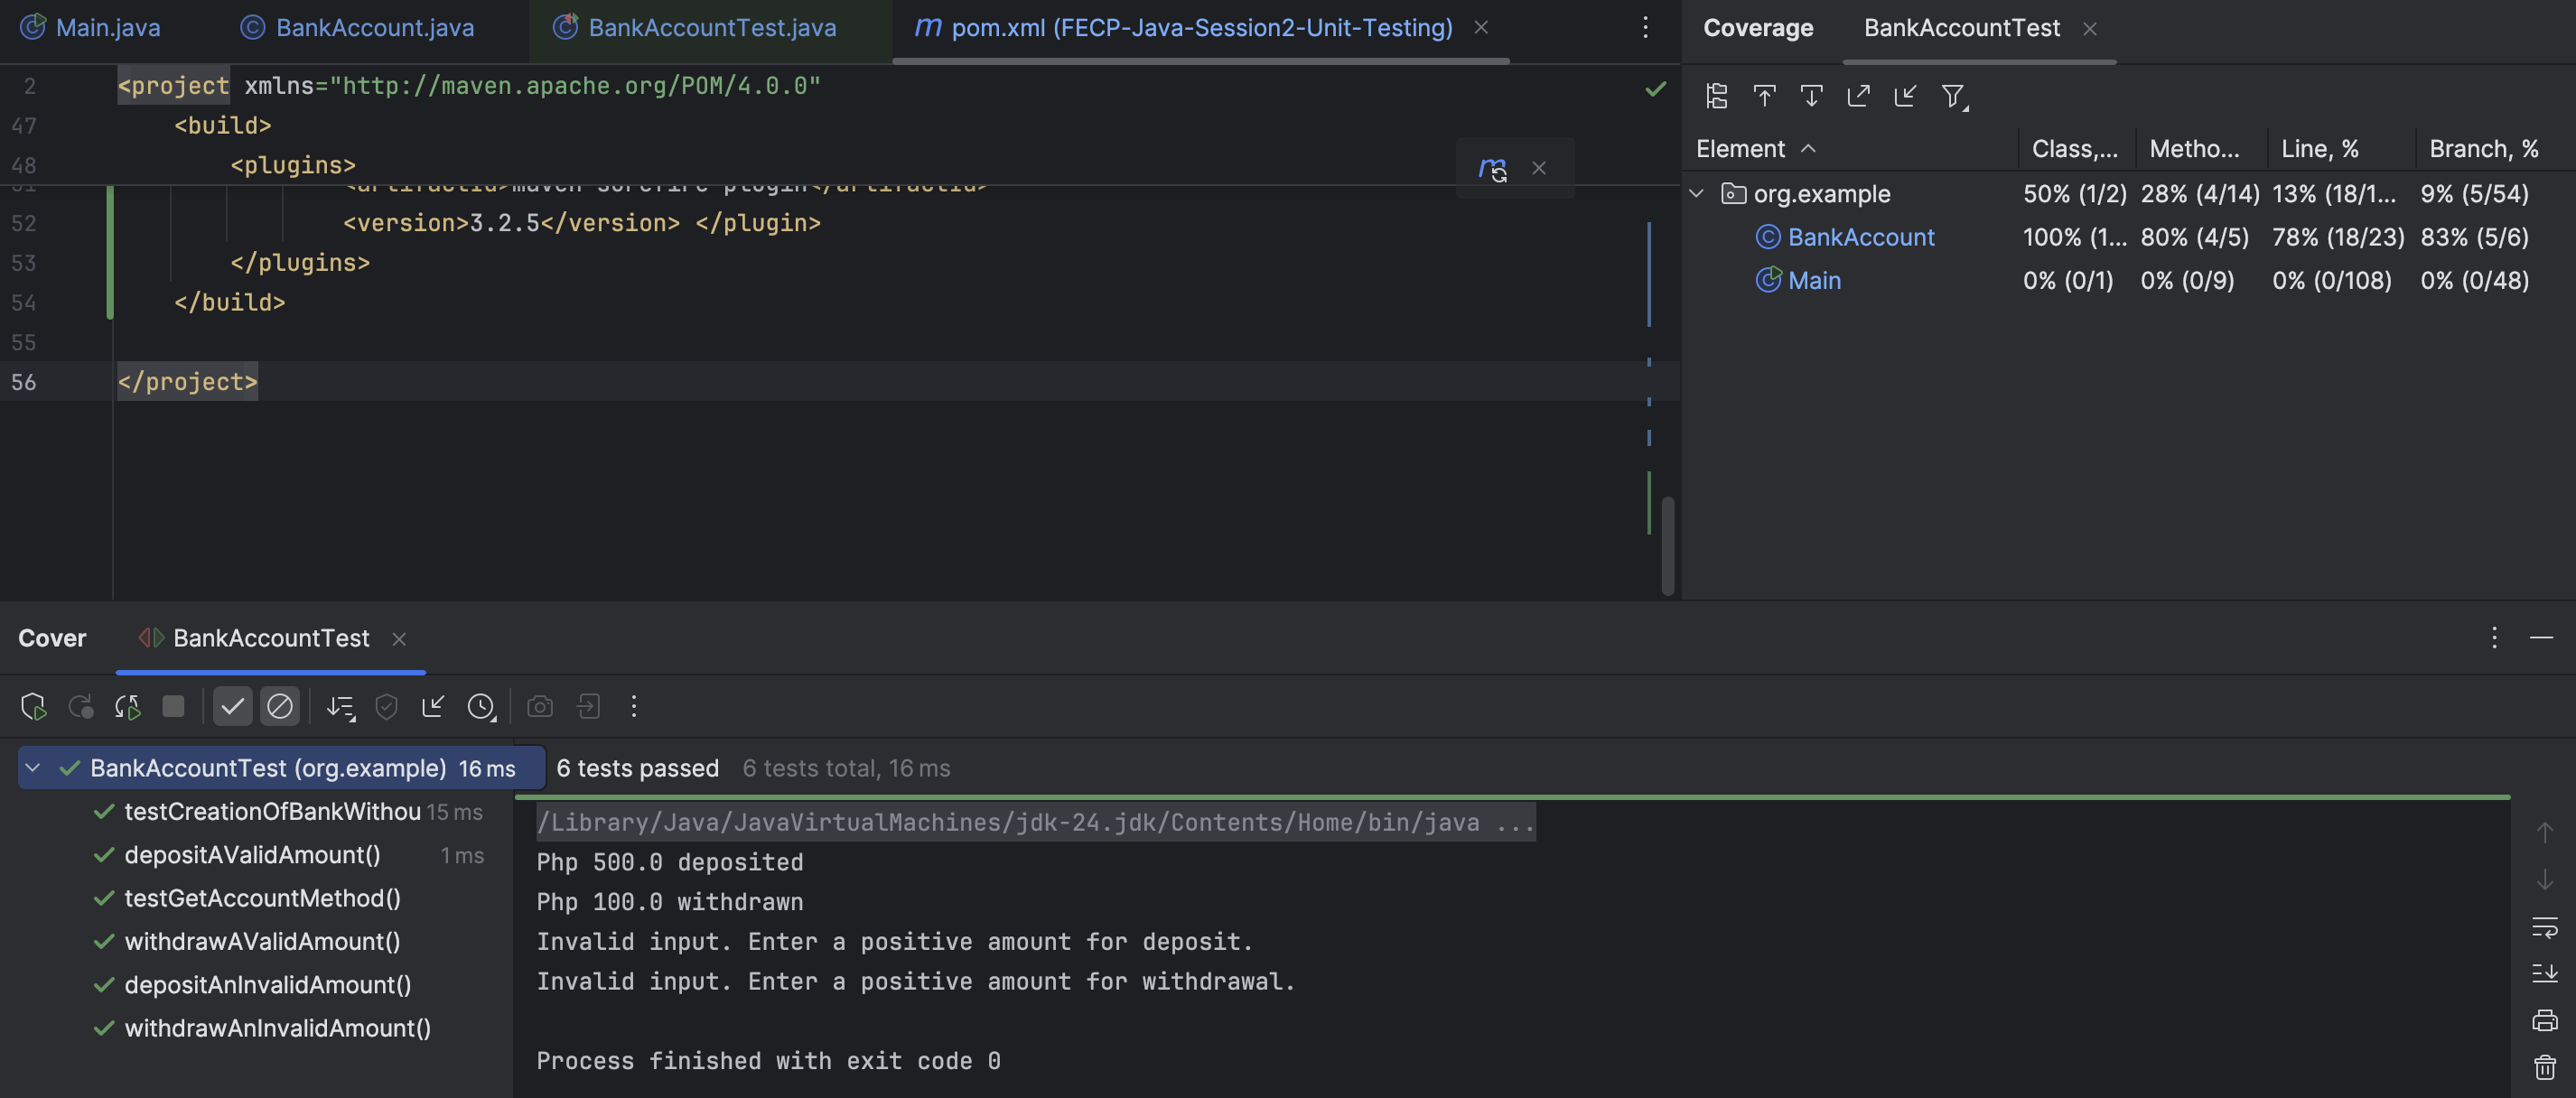 Main.java BankAccount.java BankAccountTest.java pom.xml (FECP-Java-Session2-Unit-Testing)
2 <project xmlns="http://maven.apache.org/POM/4.0.0"
47 <build>
48 <plugins>
52 <version>3.2.5</version> </plugin>
53 </plugins>
54 </build>
55
56 </project>
Coverage BankAccountTest
Element Class,... Metho... Line, % Branch, %
org.example 50% (1/2) 28% (4/14) 13% (18/1... 9% (5/54)
BankAccount 100% (1... 80% (4/5) 78% (18/23) 83% (5/6)
Main 0% (0/1) 0% (0/9) 0% (0/108) 0% (0/48)
Cover BankAccountTest
BankAccountTest (org.example) 16 ms
testCreationOfBankWithou 15 ms
depositAValidAmount() 1 ms
testGetAccountMethod()
withdrawAValidAmount()
depositAnInvalidAmount()
withdrawAnInvalidAmount()
6 tests passed 6 tests total, 16 ms
/Library/Java/JavaVirtualMachines/jdk-24.jdk/Contents/Home/bin/java ...
Php 500.0 deposited
Php 100.0 withdrawn
Invalid input. Enter a positive amount for deposit.
Invalid input. Enter a positive amount for withdrawal.
Process finished with exit code 0